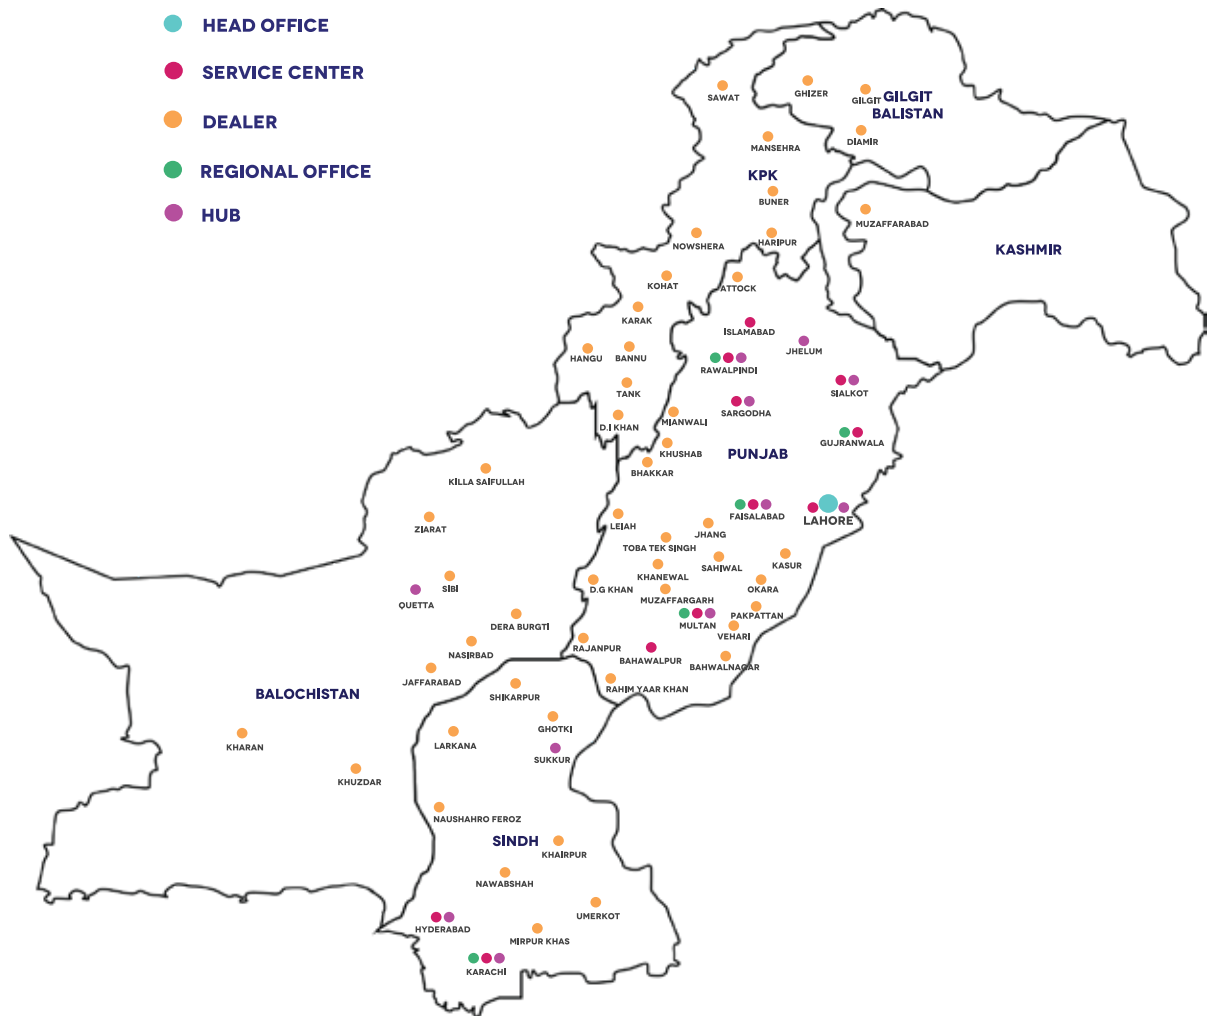 HEAD OFFICE
SERVICE CENTER
DEALER
REGIONAL OFFICE
HUB
SAWAT
GHIZER
GILGIT
GILGIT
BALISTAN
DIAMIR
MANSEHRA
KPK
BUNER
MUZAFFARABAD
NOWSHERA
HARIPUR
KASHMIR
KOHAT
ATTOCK
KARAK
ISLAMABAD
JHELUM
HANGU
BANNU
RAWALPINDI
TANK
SIALKOT
D.I KHAN
MIANWALI
SARGODHA
GUJRANWALA
KHUSHAB
PUNJAB
BHAKKAR
KILLA SAIFULLAH
ZIARAT
LEIAH
FAISALABAD
LAHORE
JHANG
TOBA TEK SINGH
SIBI
QUETTA
D.G KHAN
KHANEWAL
SAHIWAL
KASUR
MUZAFFARGARH
OKARA
DERA BURGTI
MULTAN
PAKPATTAN
VEHARI
NASIRBAD
RAJANPUR
BAHAWALPUR
BAHWALNAGAR
JAFFARABAD
RAHIM YAAR KHAN
BALOCHISTAN
SHIKARPUR
GHOTKI
KHARAN
LARKANA
SUKKUR
KHUZDAR
NAUSHAHRO FEROZ
SINDH
KHAIRPUR
NAWABSHAH
UMERKOT
HYDERABAD
MIRPUR KHAS
KARACHI